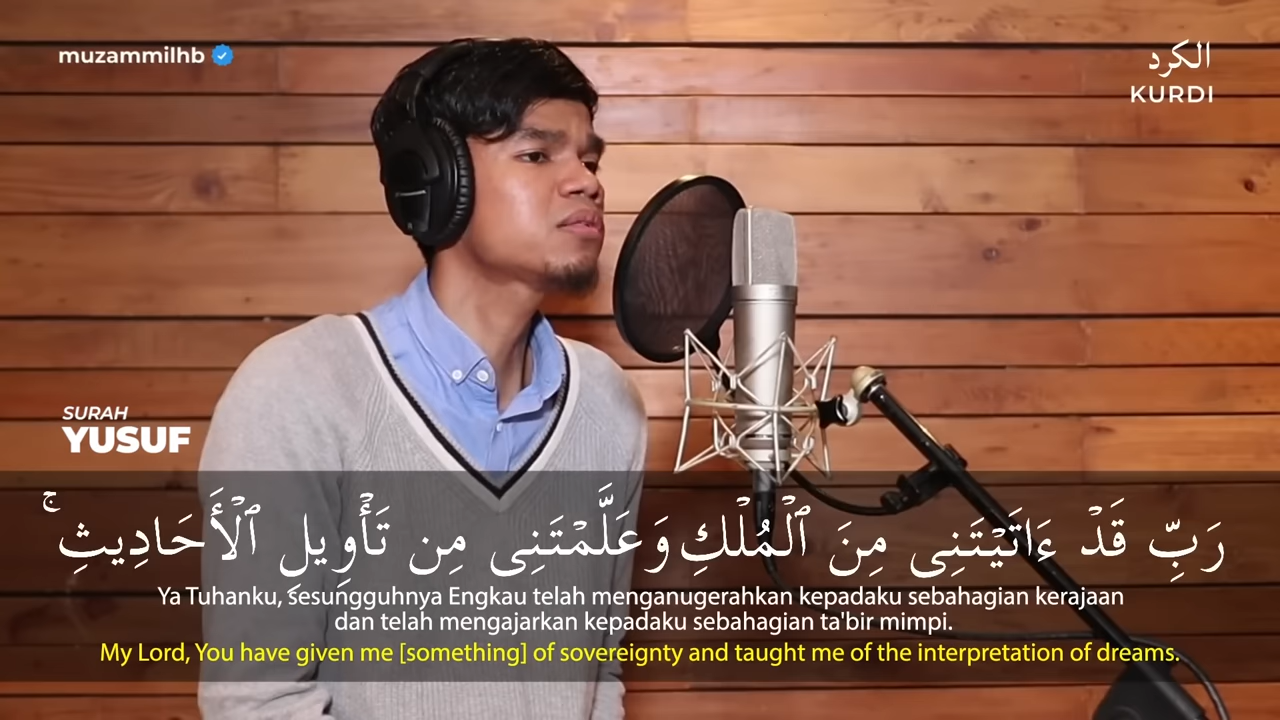 muzammilhb
الكرد
KURDI
SURAH
YUSUF
رَبِّ قَدْ ءَاتَيْتَنِى مِنَ ٱلْمُلْكِ وَعَلَّمْتَنِى مِن تَأْوِيلِ ٱلْأَحَادِيثِ ۚ
Ya Tuhanku, sesungguhnya Engkau telah menganugerahkan kepadaku sebahagian kerajaan
dan telah mengajarkan kepadaku sebahagian ta'bir mimpi.
My Lord, You have given me [something] of sovereignty and taught me of the interpretation of dreams.